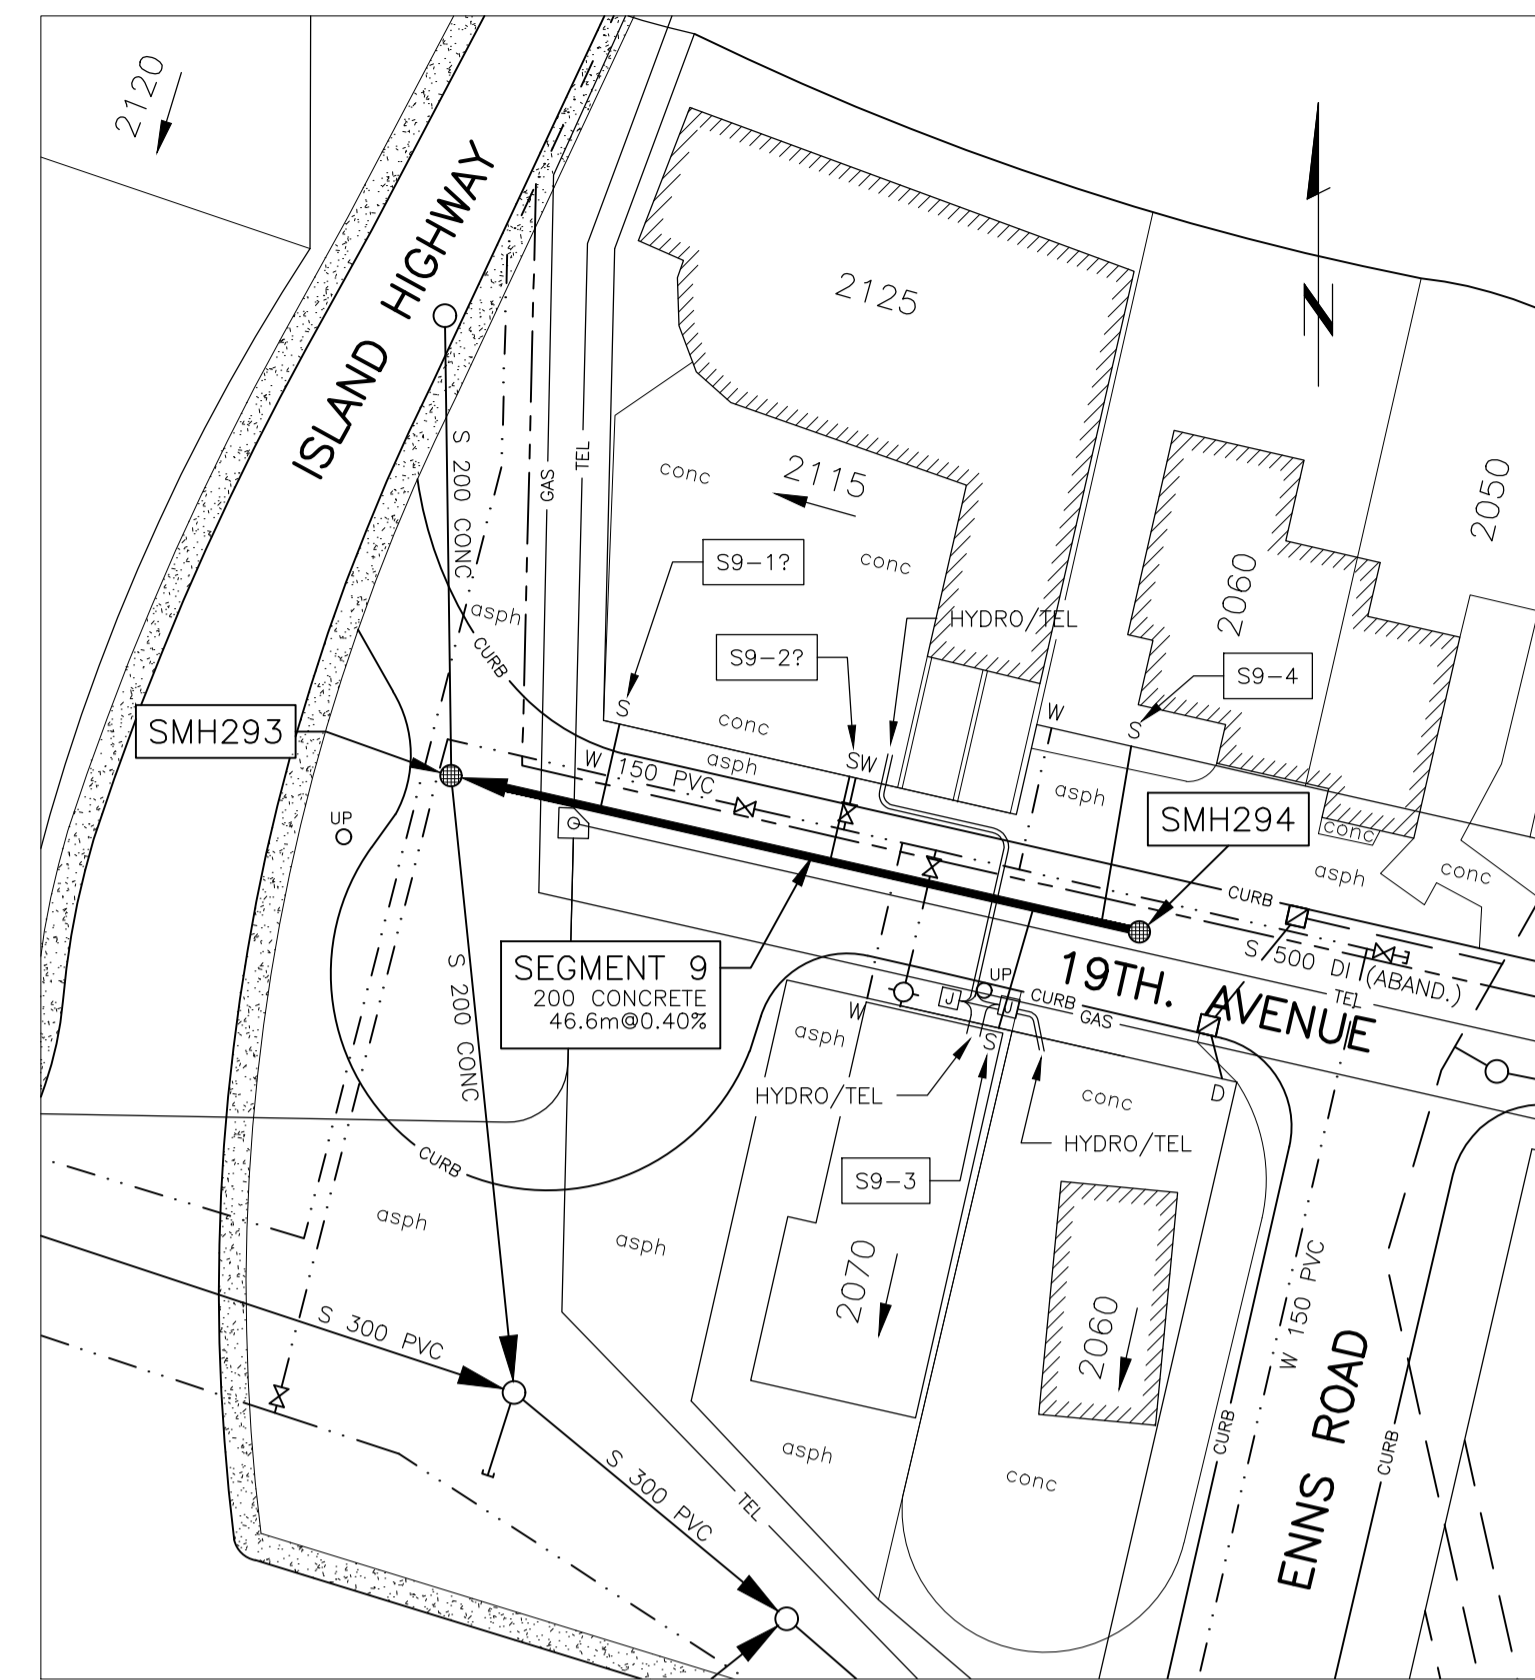 2120
ISLAND HIGHWAY
N
2125
2115
conc
conc
conc
2060
2050
GAS
TEL
S 200 CONC
S9-1?
S9-2?
HYDRO/TEL
S9-4
asph
CURB
SMH293
S
W
S
SW
asph
W 150 PVC
asph
SMH294
conc
asph
conc
CURB
UP
SEGMENT 9
200 CONCRETE
46.6m@0.40%
S 500 DI (ABAND.)
TEL
19TH. AVENUE
UP
J
J
CURB
GAS
W
S
asph
S 200 CONC
HYDRO/TEL
HYDRO/TEL
conc
D
S9-3
CURB
asph
asph
2070
2060
W 150 PVC
S 300 PVC
ENNS ROAD
CURB
CURB
asph
conc
S 300 PVC
TEL